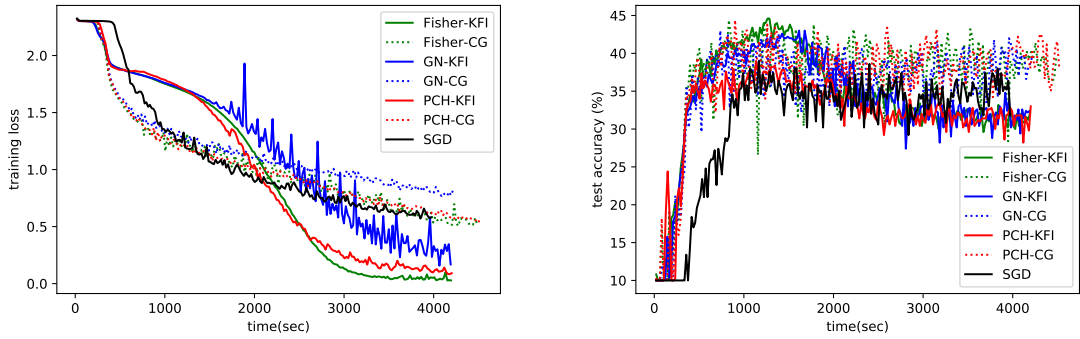 training loss
2.0
1.5
1.0
0.5
0.0
0
1000
2000
3000
4000
time(sec)
Fisher-KFI
Fisher-CG
GN-KFI
GN-CG
PCH-KFI
PCH-CG
SGD
test accuracy (%)
45
40
35
30
25
20
15
10
0
1000
2000
3000
4000
time(sec)
Fisher-KFI
Fisher-CG
GN-KFI
GN-CG
PCH-KFI
PCH-CG
SGD